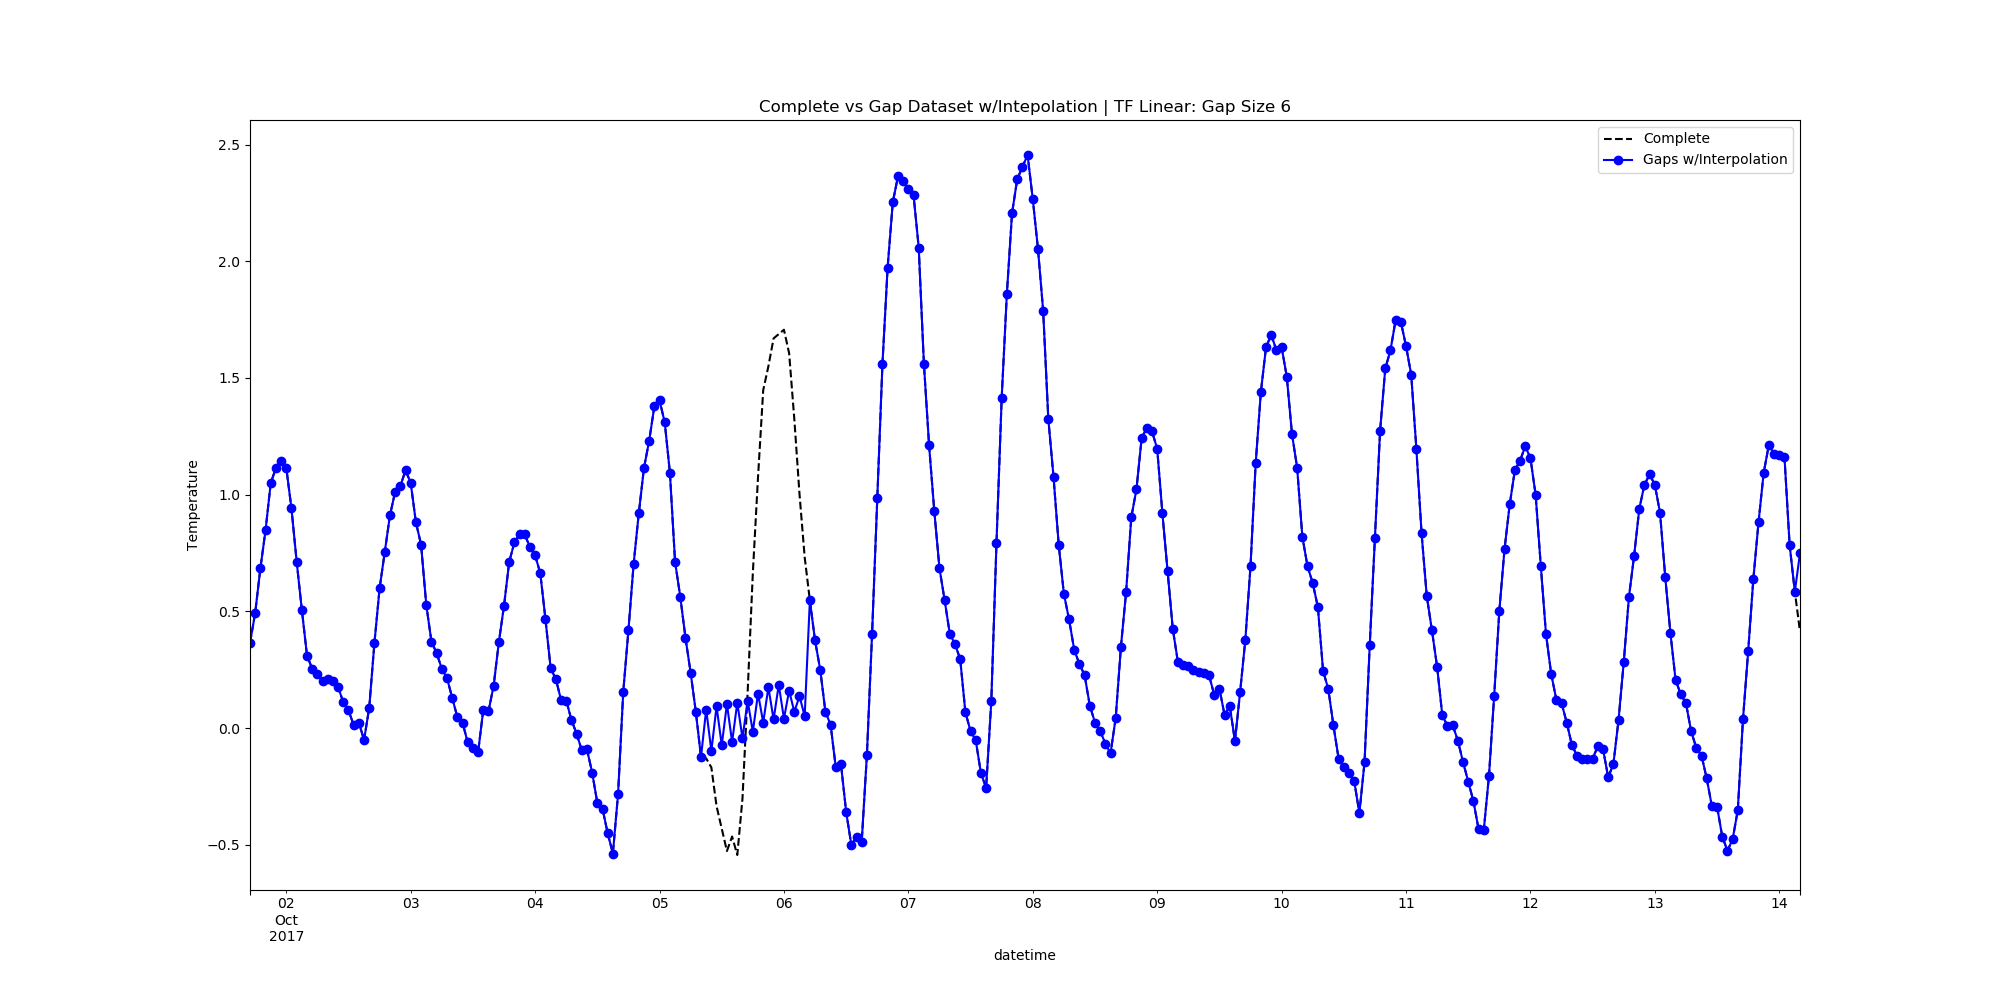 Complete vs Gap Dataset w/Intepolation | TF Linear: Gap Size 6
Complete
Gaps w/Interpolation
2.5
2.0
1.5
1.0
0.5
0.0
−0.5
Temperature
02 03 04 05 06 07 08 09 10 11 12 13 14
Oct
2017
datetime